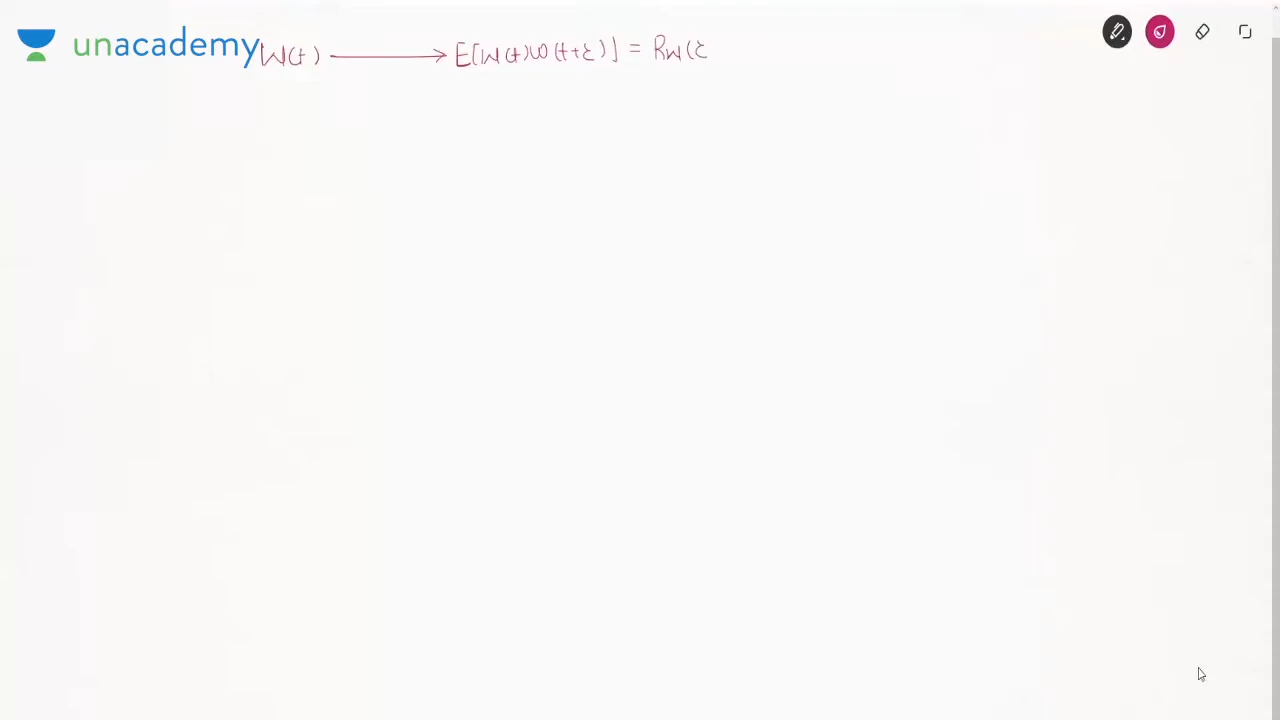 unacademy
W(t) ⟶ E[W(t)W(t+τ)] = RW(τ